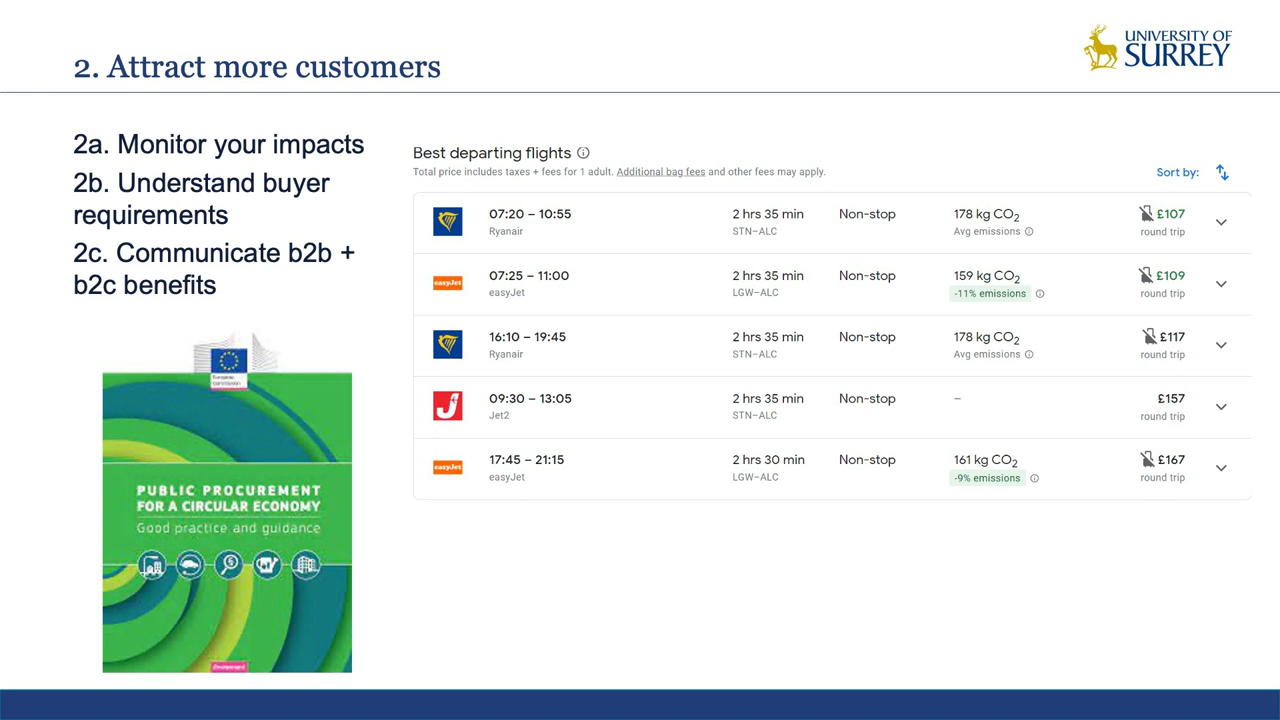 2. Attract more customers
UNIVERSITY OF
SURREY
2a. Monitor your impacts
2b. Understand buyer
requirements
2c. Communicate b2b +
b2c benefits
European
Commission
PUBLIC PROCUREMENT
FOR A CIRCULAR ECONOMY
Good practice and guidance
Best departing flights
Total price includes taxes + fees for 1 adult. Additional bag fees and other fees may apply.
Sort by:
07:20 – 10:55 2 hrs 35 min Non-stop 178 kg CO2 £107
Ryanair STN–ALC Avg emissions round trip
easyJet 07:25 – 11:00 2 hrs 35 min Non-stop 159 kg CO2 £109
easyJet LGW–ALC -11% emissions round trip
16:10 – 19:45 2 hrs 35 min Non-stop 178 kg CO2 £117
Ryanair STN–ALC Avg emissions round trip
09:30 – 13:05 2 hrs 35 min Non-stop – £157
Jet2 STN–ALC round trip
easyJet 17:45 – 21:15 2 hrs 30 min Non-stop 161 kg CO2 £167
easyJet LGW–ALC -9% emissions round trip